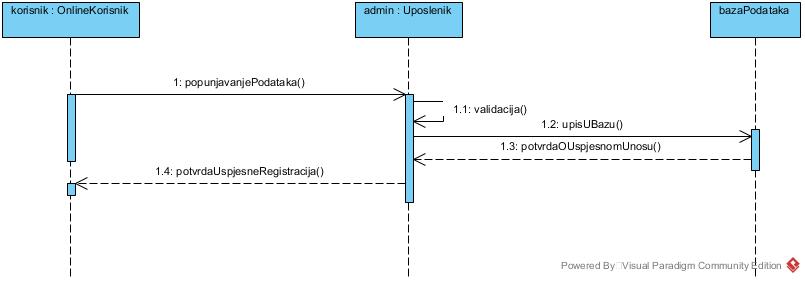 korisnik : OnlineKorisnik
admin : Uposlenik
bazaPodataka
1: popunjavanjePodataka()
1.1: validacija()
1.2: upisUBazu()
1.3: potvrdaOUspjesnomUnosu()
1.4: potvrdaUspjesneRegistracija()
Powered By Visual Paradigm Community Edition